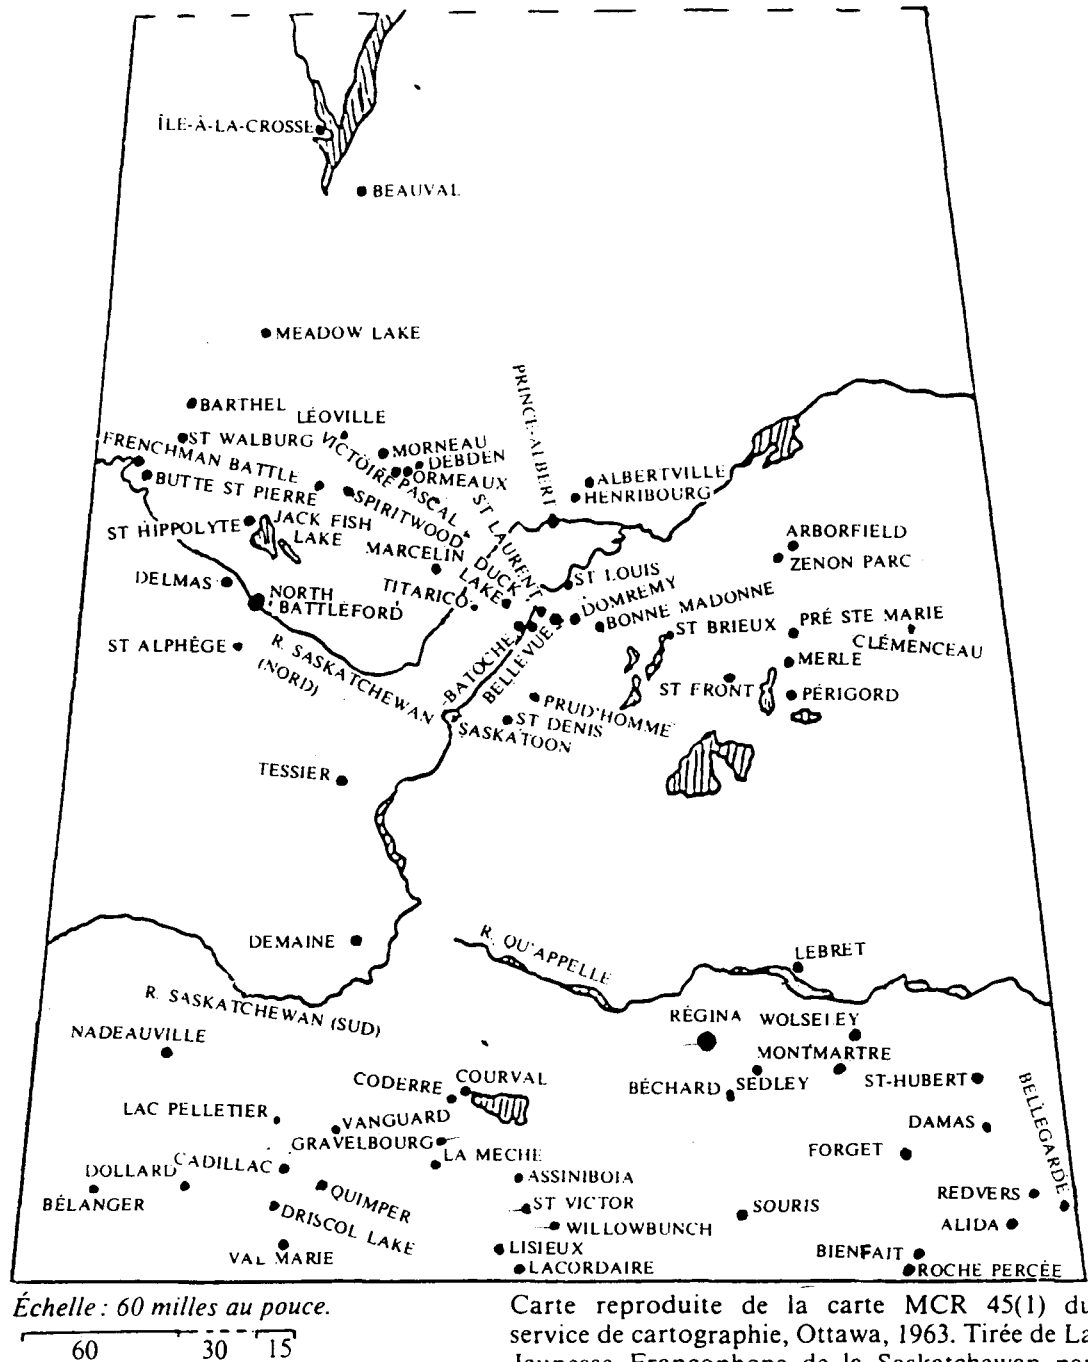 ÎLE-À-LA-CROSSE
BEAUVAL
MEADOW LAKE
PRINCE-ALBERT
BARTHEL
LÉOVILLE
ST WALBURG
VICTOIRE
PASCAL
MORNEAU
DEBDEN
ORMEAUX
FRENCHMAN BATTLE
BUTTE ST PIERRE
SPIRITWOOD
ST LAURENT
ALBERTVILLE
HENRIBOURG
ST HIPPOLYTE
JACK FISH
LAKE
MARCELIN
DUCK
LAKE
ARBORFIELD
ZENON PARC
DELMAS
NORTH
BATTLEFORD
TITARICO
ST LOUIS
DOMREMY
BONNE MADONNE
ST BRIEUX
PRÉ STE MARIE
CLÉMENCEAU
ST ALPHÈGE
R. SASKATCHEWAN
(NORD)
BATOCHE
BELLEVUE
MERLE
ST FRONT
PÉRIGORD
PRUD'HOMME
ST DENIS
SASKATOON
TESSIER
DEMAINE
R. QU'APPELLE
LEBRET
R. SASKATCHEWAN (SUD)
RÉGINA
WOLSELEY
NADEAUVILLE
MONTMARTRE
CODERRE
COURVAL
BÉCHARD
SEDLEY
ST-HUBERT
BELLEGARDE
LAC PELLETIER
VANGUARD
DAMAS
GRAVELBOURG
LA MECHE
FORGET
DOLLARD
CADILLAC
ASSINIBOIA
BÉLANGER
QUIMPER
ST VICTOR
SOURIS
REDVERS
DRISCOL LAKE
WILLOWBUNCH
ALIDA
VAL MARIE
LISIEUX
BIENFAIT
LACORDAIRE
ROCHE PERCÉE
Échelle : 60 milles au pouce.
60 30 15
Carte reproduite de la carte MCR 45(1) du
service de cartographie, Ottawa, 1963. Tirée de La
Jeunesse Francophone de la Saskatchewan par